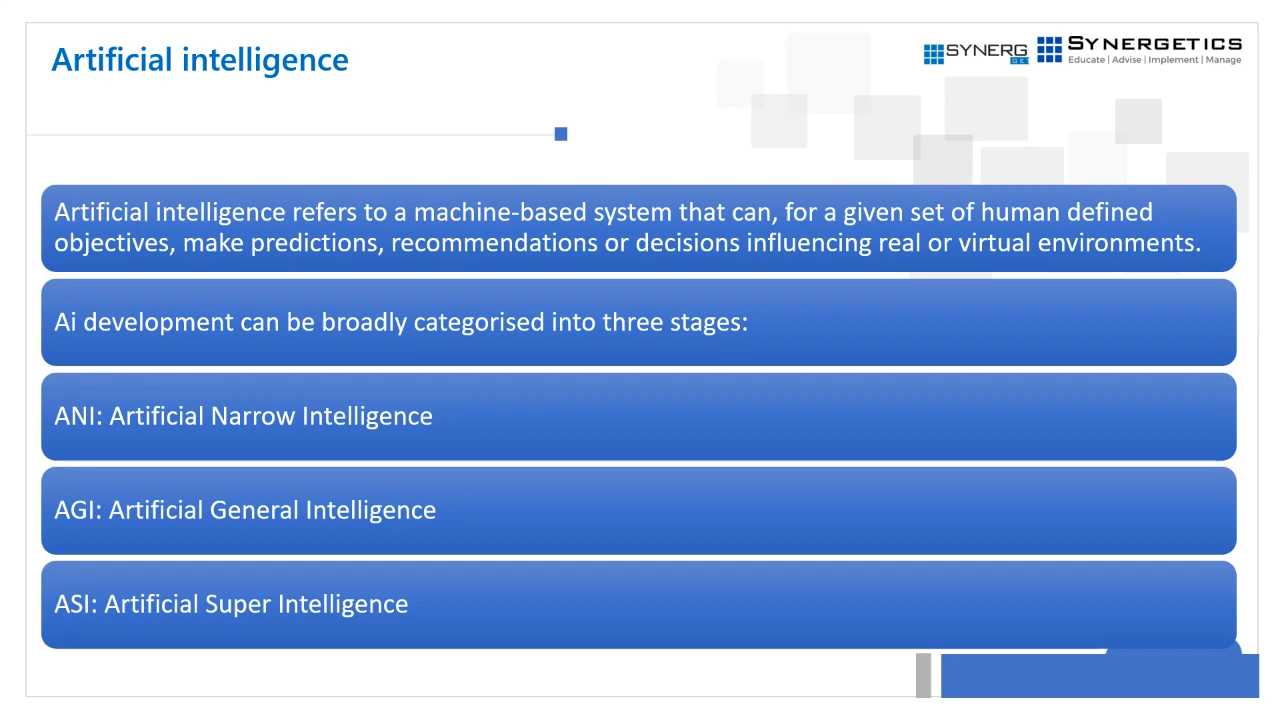 Artificial intelligence
SYNERG
GET
SYNERGETICS
Educate | Advise | Implement | Manage
Artificial intelligence refers to a machine-based system that can, for a given set of human defined
objectives, make predictions, recommendations or decisions influencing real or virtual environments.
Ai development can be broadly categorised into three stages:
ANI: Artificial Narrow Intelligence
AGI: Artificial General Intelligence
ASI: Artificial Super Intelligence